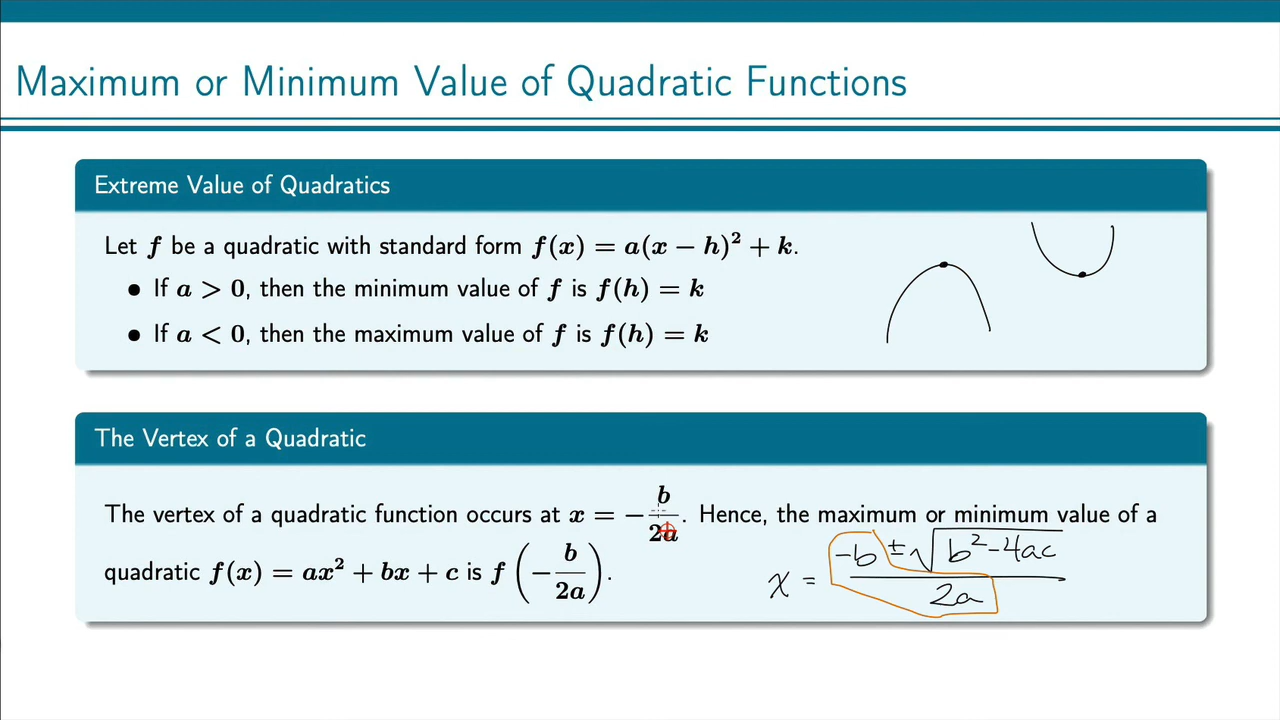 Maximum or Minimum Value of Quadratic Functions
Extreme Value of Quadratics
Let f be a quadratic with standard form f(x) = a(x − h)² + k.
• If a > 0, then the minimum value of f is f(h) = k
• If a < 0, then the maximum value of f is f(h) = k
The Vertex of a Quadratic
The vertex of a quadratic function occurs at x = −b/2a. Hence, the maximum or minimum value of a
quadratic f(x) = ax² + bx + c is f(−b/2a).
x = (-b ± √(b²-4ac))/2a